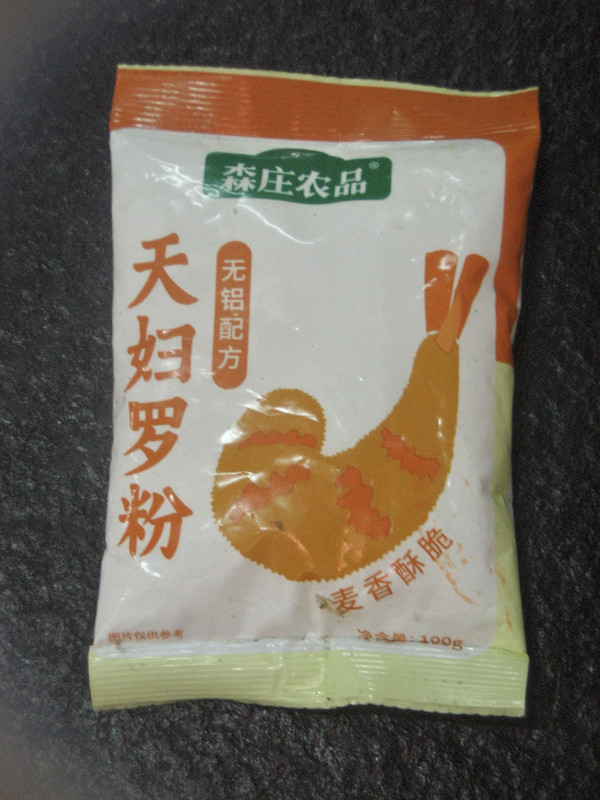 森庄农品®
天妇罗粉
无铝配方
麦香酥脆
图片仅供参考
净含量:100g